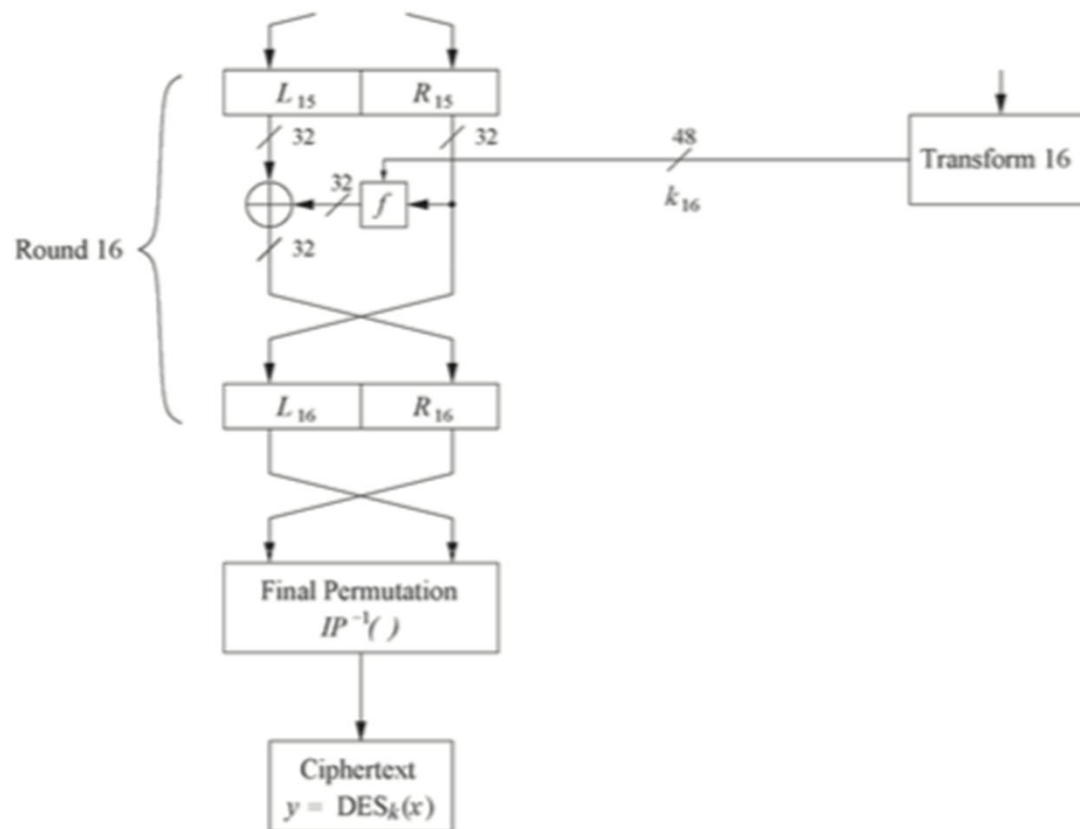 L15 R15
32 32 48 Transform 16
32 f k16
Round 16 32
L16 R16
Final Permutation
IP⁻¹( )
Ciphertext
y = DESk(x)